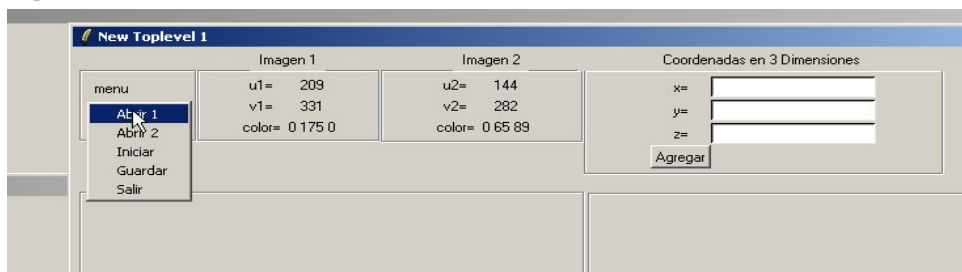 New Toplevel 1
Imagen 1
Imagen 2
Coordenadas en 3 Dimensiones
menu
Abrir 1
Abrir 2
Iniciar
Guardar
Salir
u1= 209
v1= 331
color= 0 175 0
u2= 144
v2= 282
color= 0 65 89
x=
y=
z=
Agregar